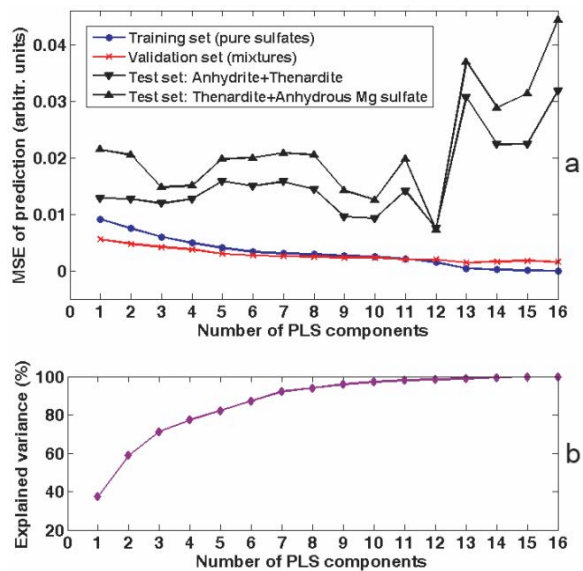 0.04
0.03
0.02
0.01
0
MSE of prediction (arbitr. units)
Training set (pure sulfates)
Validation set (mixtures)
Test set: Anhydrite+Thenardite
Test set: Thenardite+Anhydrous Mg sulfate
a
0 1 2 3 4 5 6 7 8 9 10 11 12 13 14 15 16
Number of PLS components
100
80
60
40
20
Explained variance (%)
b
0 1 2 3 4 5 6 7 8 9 10 11 12 13 14 15 16
Number of PLS components